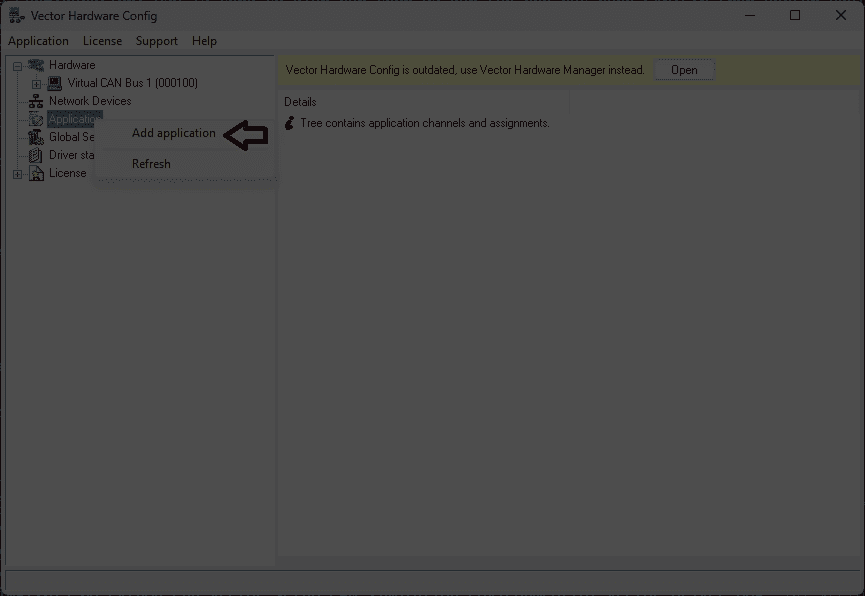 Vector Hardware Config
Application License Support Help
Hardware
Virtual CAN Bus 1 (000100)
Network Devices
Applicatio
Global Se
Driver sta
License
Add application
Refresh
Vector Hardware Config is outdated, use Vector Hardware Manager instead. Open
Details
Tree contains application channels and assignments.